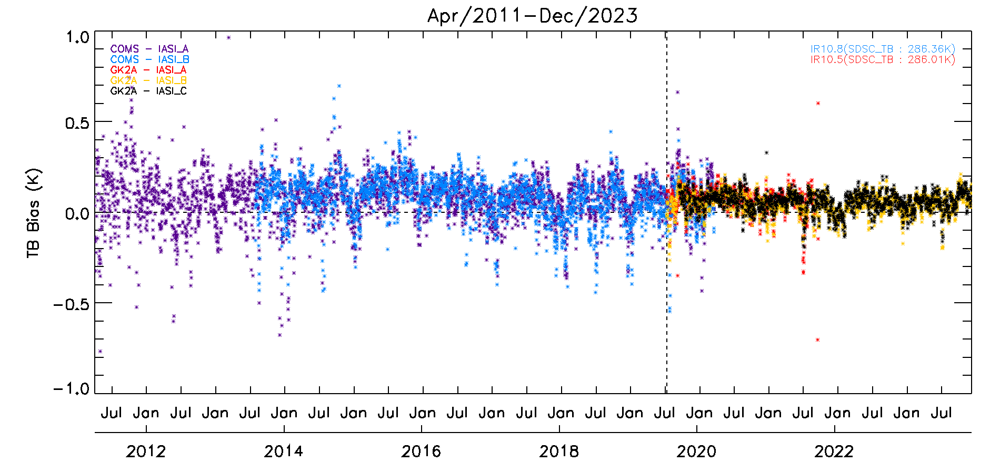 Apr/2011-Dec/2023
1.0
COMS - IASI_A
IR10.8(SDSC_TB : 286.36K)
COMS - IASI_B
IR10.5(SDSC_TB : 286.01K)
GK2A - IASI_A
GK2A - IASI_B
GK2A - IASI_C
0.5
TB Bias (K)
0.0
-0.5
-1.0
Jul Jan Jul Jan Jul Jan Jul Jan Jul Jan Jul Jan Jul Jan Jul Jan Jul Jan Jul Jan Jul Jan Jul Jan Jul
2012 2014 2016 2018 2020 2022